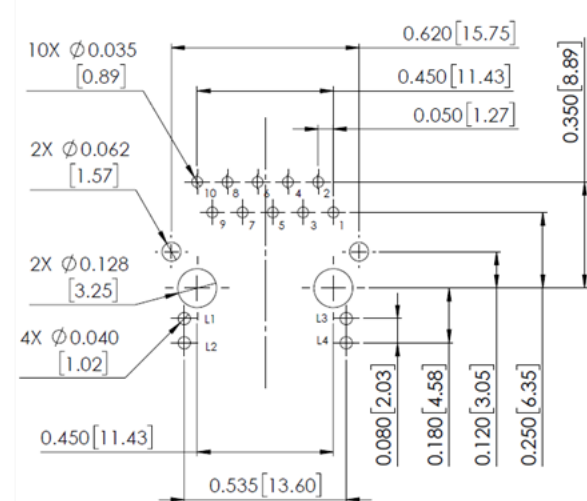 0.620[15.75]
10X Ø0.035
[0.89]
0.450[11.43]
0.050[1.27]
0.350[8.89]
2X Ø0.062
[1.57]
10 8 6 4 2
9 7 5 3 1
2X Ø0.128
[3.25]
L1 L3
4X Ø0.040
[1.02]
L2 L4
0.080[2.03]
0.180[4.58]
0.120[3.05]
0.250[6.35]
0.450[11.43]
0.535[13.60]